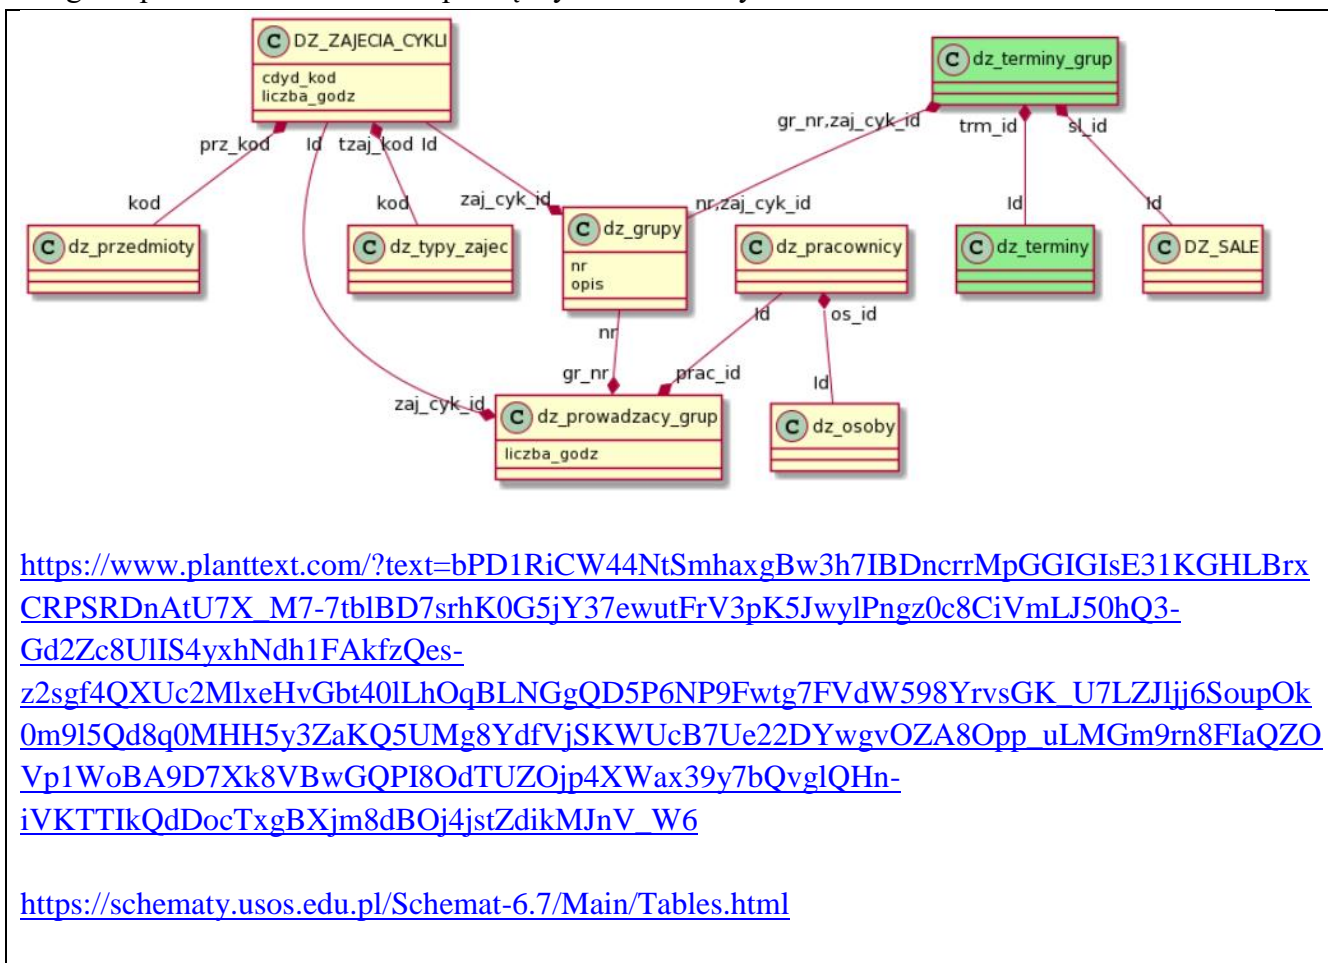 C DZ_ZAJECIA_CYKLI
cdyd_kod
liczba_godz
C dz_terminy_grup
prz_kod Id tzaj_kod Id
gr_nr,zaj_cyk_id
trm_id sl_id
kod kod zaj_cyk_id nr,zaj_cyk_id Id Id
C dz_przedmioty
C dz_typy_zajec
C dz_grupy
nr
opis
C dz_pracownicy
C dz_terminy
C DZ_SALE
nr Id os_id
gr_nr prac_id Id
zaj_cyk_id
C dz_prowadzacy_grup
liczba_godz
C dz_osoby
https://www.planttext.com/?text=bPD1RiCW44NtSmhaxgBw3h7IBDncrrMpGGIGIsE31KGHLBrx
CRPSRDnAtU7X_M7-7tblBD7srhK0G5jY37ewutFrV3pK5JwylPngz0c8CiVmLJ50hQ3-
Gd2Zc8UlIS4yxhNdh1FAkfzQes-
z2sgf4QXUc2MlxeHvGbt40lLhOqBLNGgQD5P6NP9Fwtg7FVdW598YrvsGK_U7LZJljj6SoupOk
0m9l5Qd8q0MHH5y3ZaKQ5UMg8YdfVjSKWUcB7Ue22DYwgvOZA8Opp_uLMGm9rn8FIaQZO
Vp1WoBA9D7Xk8VBwGQPI8OdTUZOjp4XWax39y7bQvglQHn-
iVKTTIkQdDocTxgBXjm8dBOj4jstZdikMJnV_W6
https://schematy.usos.edu.pl/Schemat-6.7/Main/Tables.html